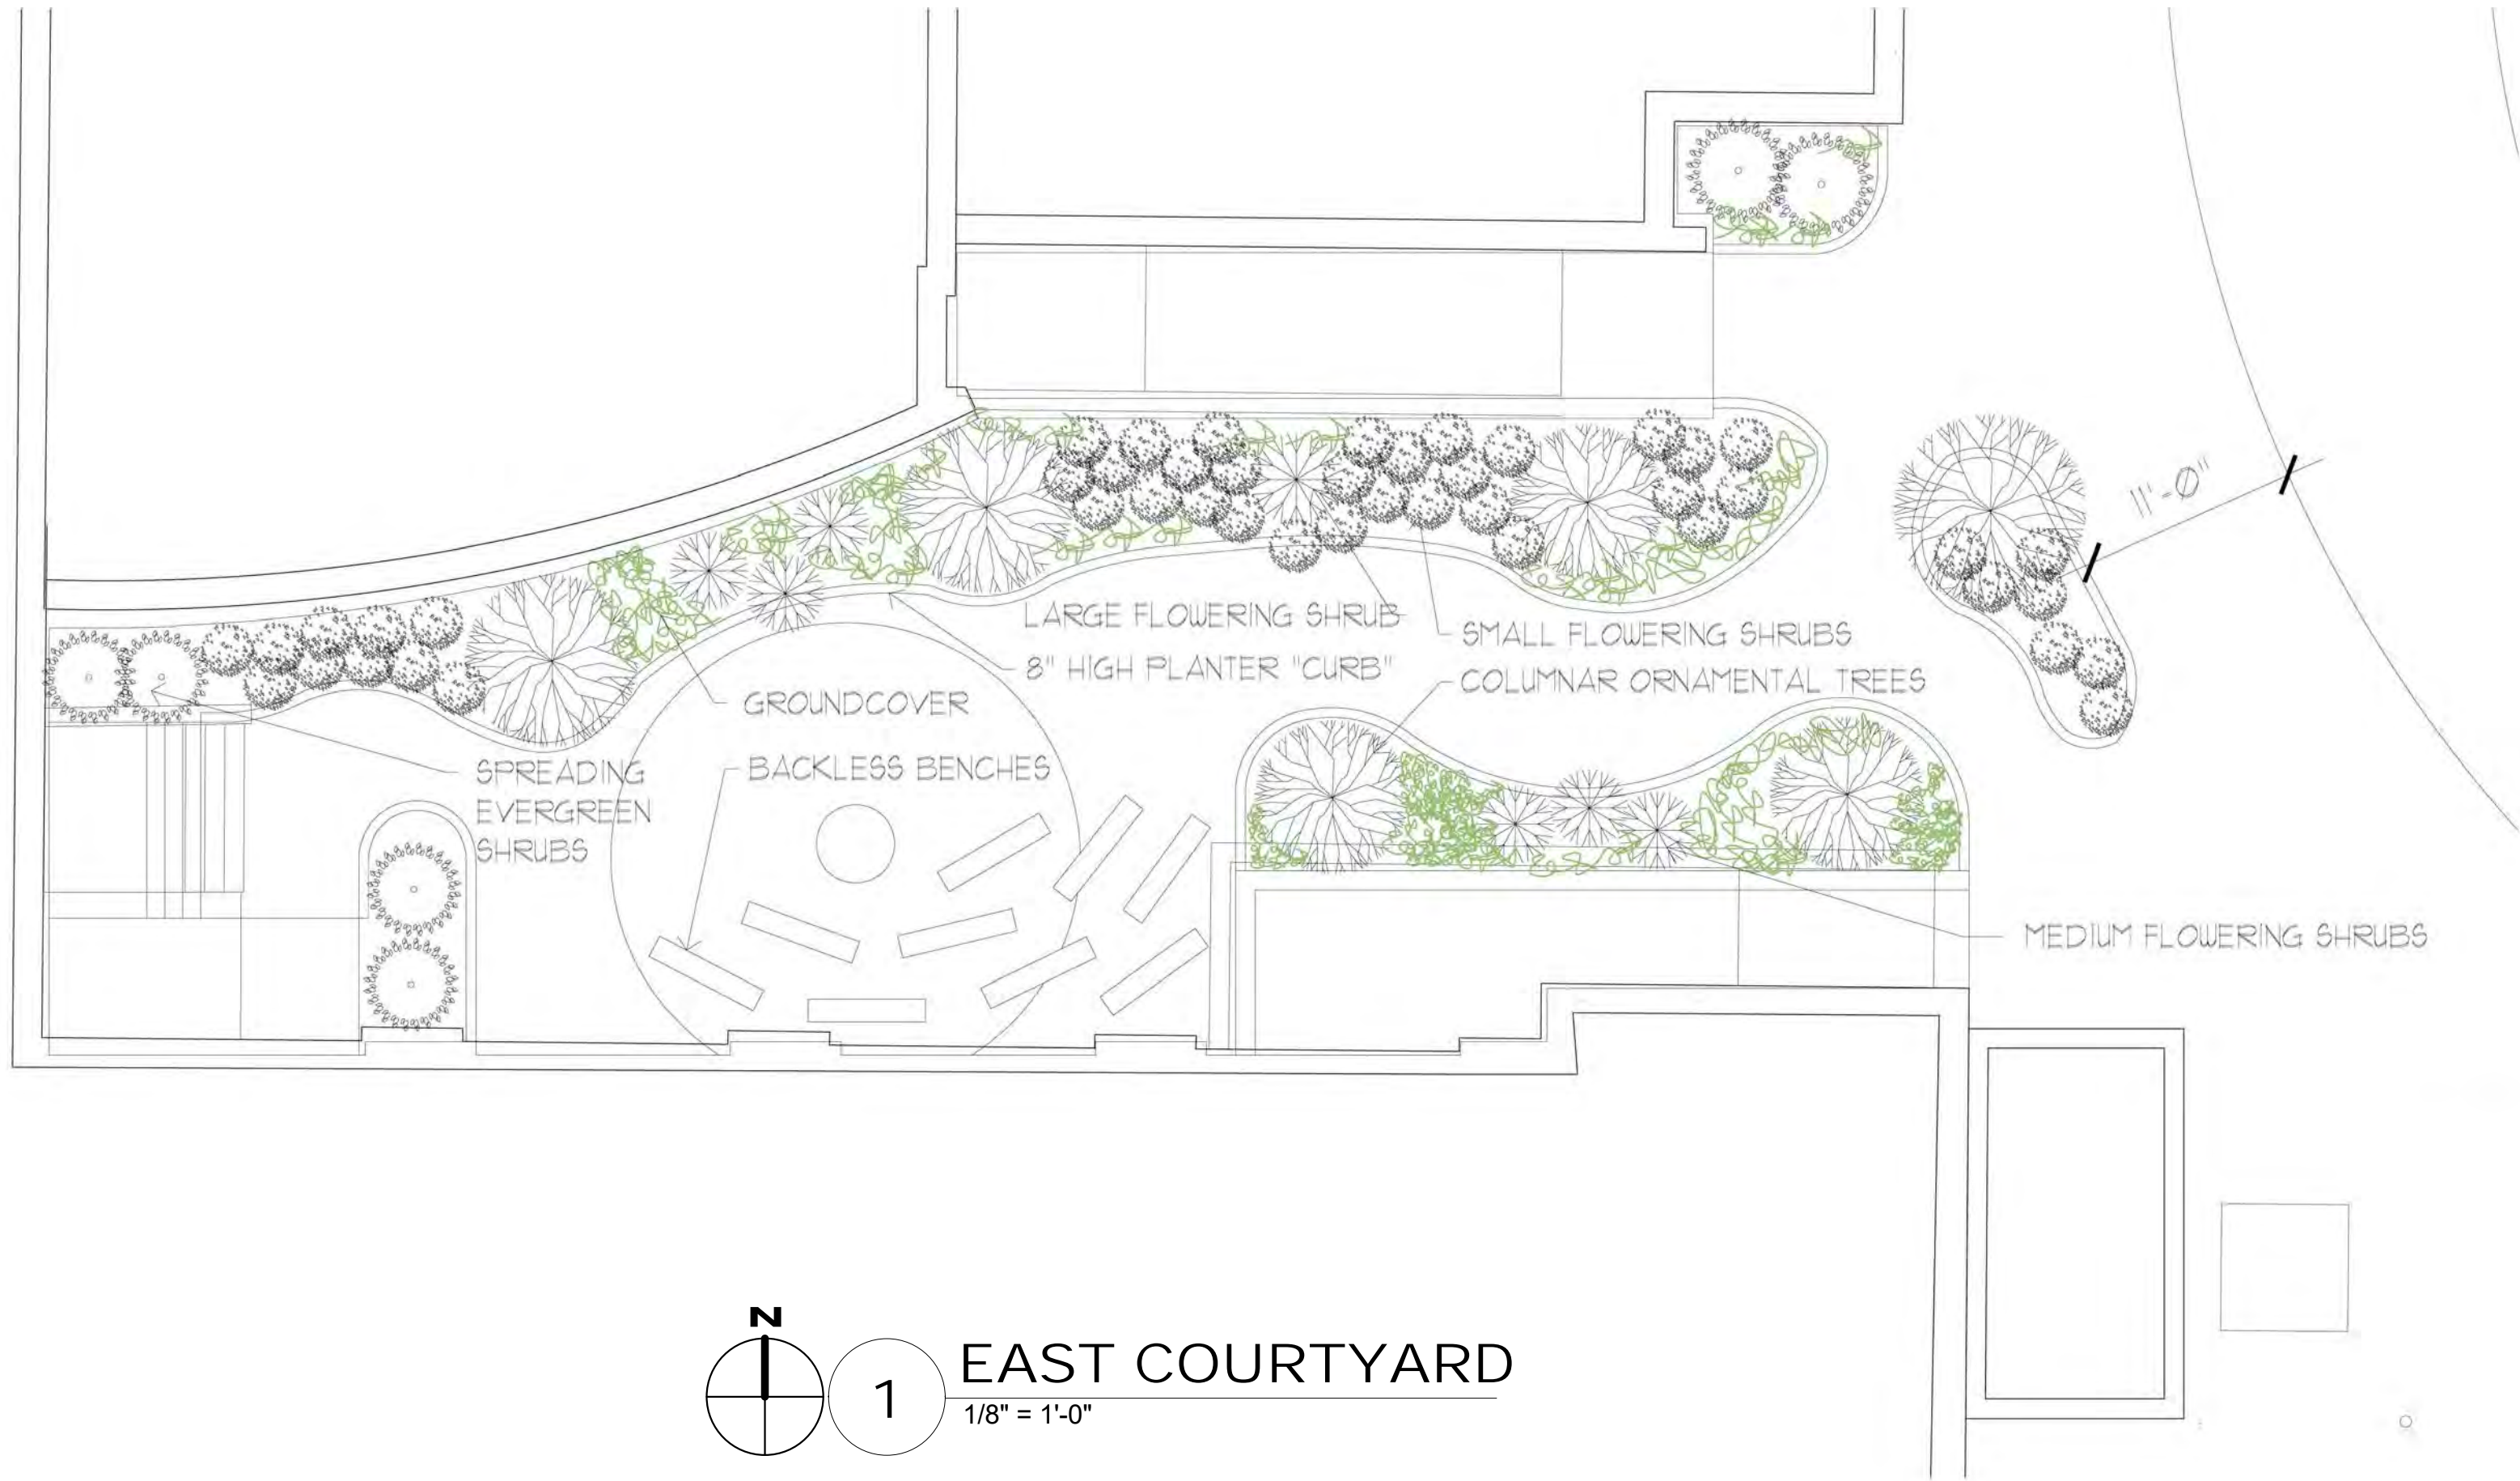 11'-0"
LARGE FLOWERING SHRUB
SMALL FLOWERING SHRUBS
8" HIGH PLANTER "CURB"
COLUMNAR ORNAMENTAL TREES
GROUNDCOVER
BACKLESS BENCHES
SPREADING
EVERGREEN
SHRUBS
MEDIUM FLOWERING SHRUBS
N
1
EAST COURTYARD
1/8" = 1'-0"